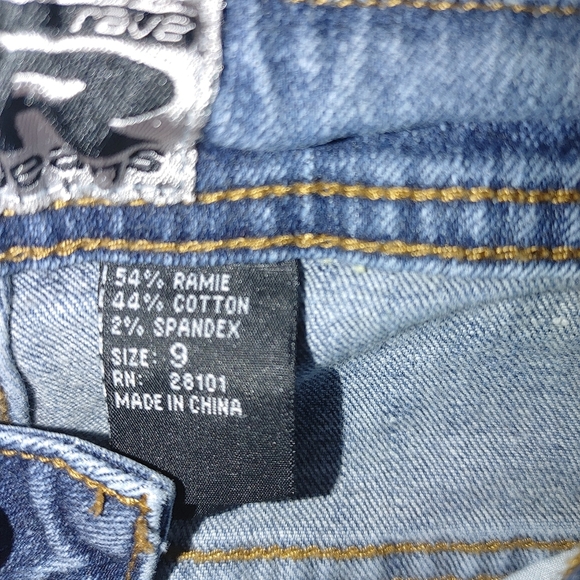 rave
54% RAMIE
44% COTTON
2% SPANDEX
SIZE: 9
RN: 28101
MADE IN CHINA